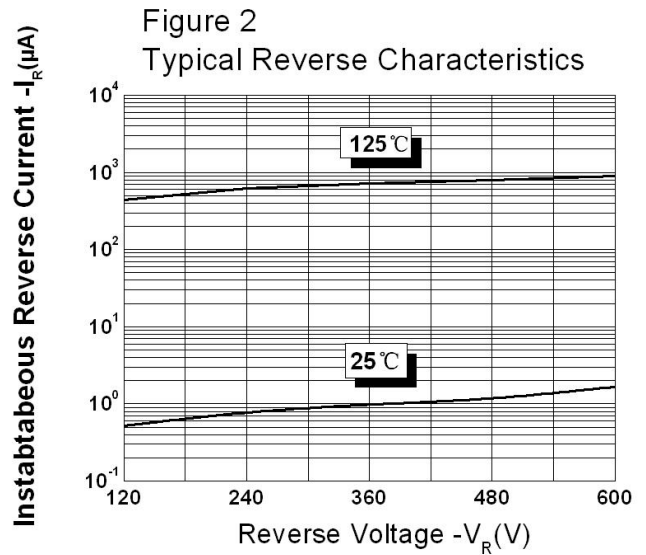 Figure 2
Typical Reverse Characteristics
Instabtabeous Reverse Current -I_R(μA)
10^4
125℃
10^3
10^2
10^1
25℃
10^0
10^-1
120 240 360 480 600
Reverse Voltage -V_R(V)